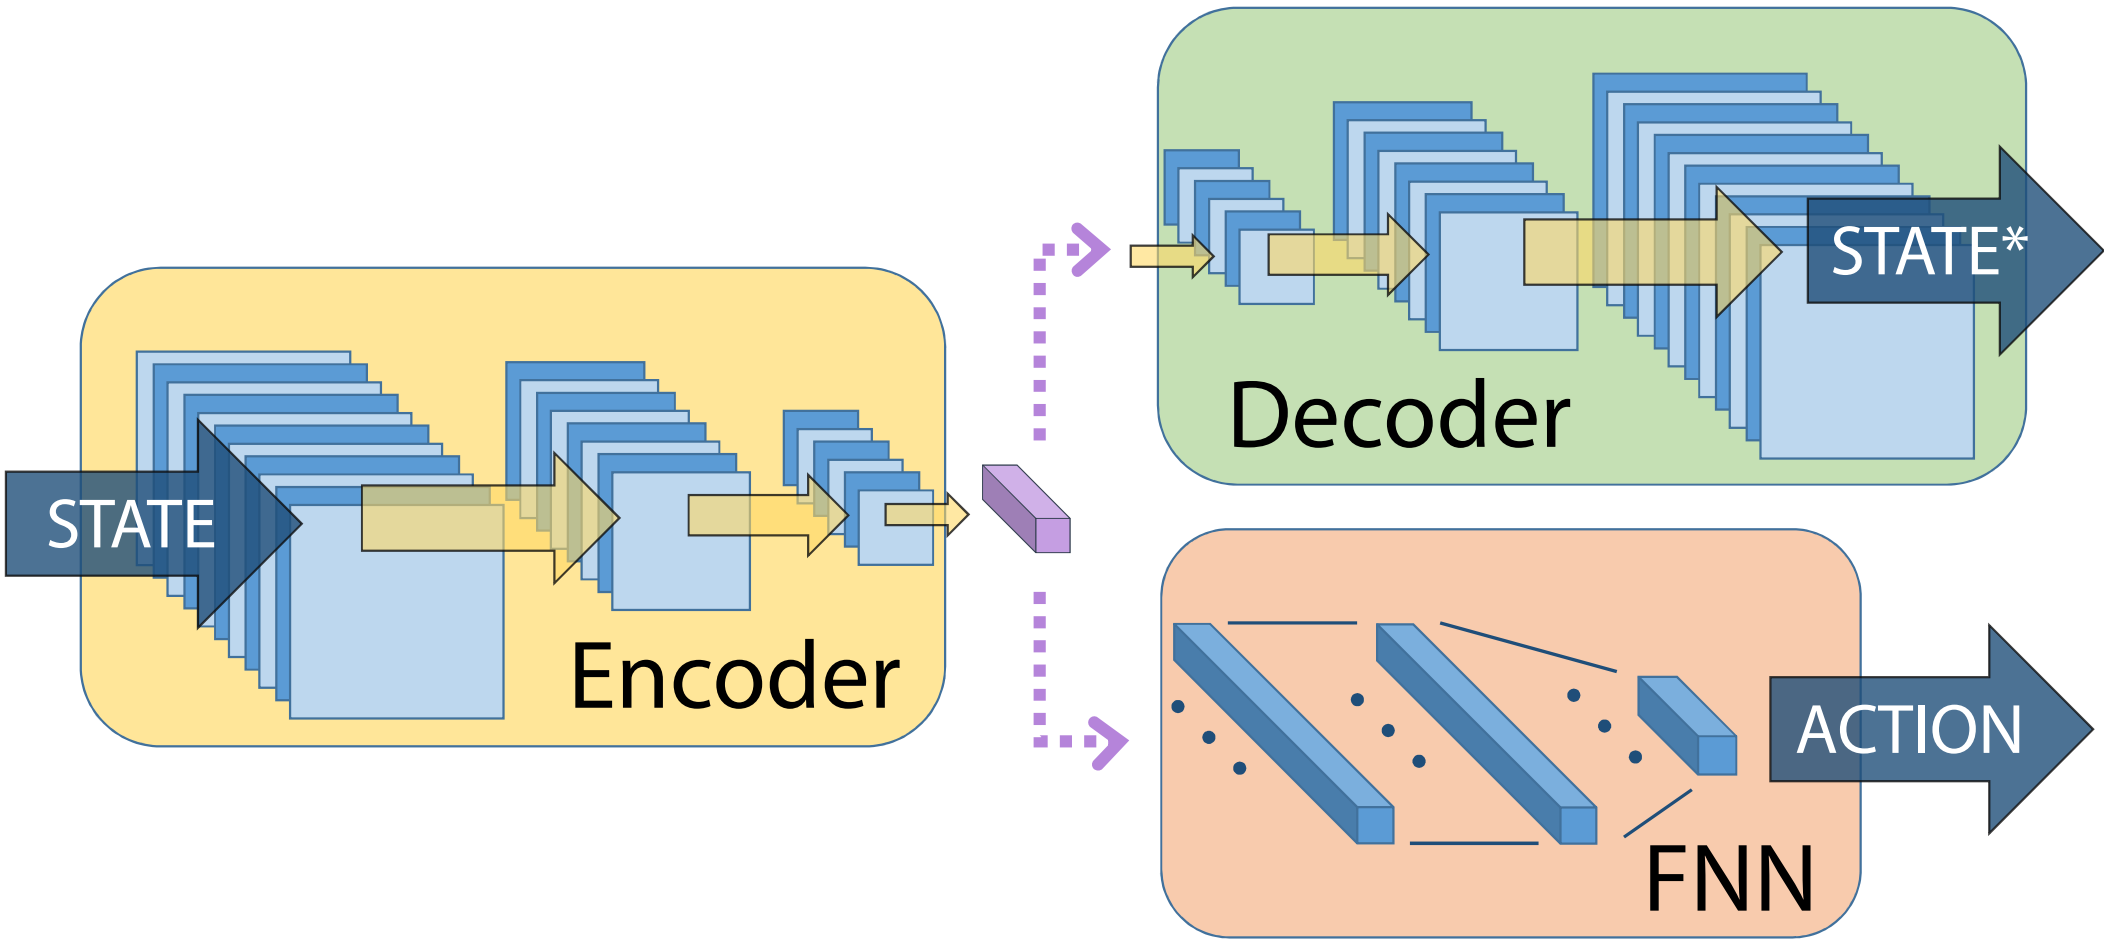 STATE
Encoder
STATE*
Decoder
ACTION
FNN